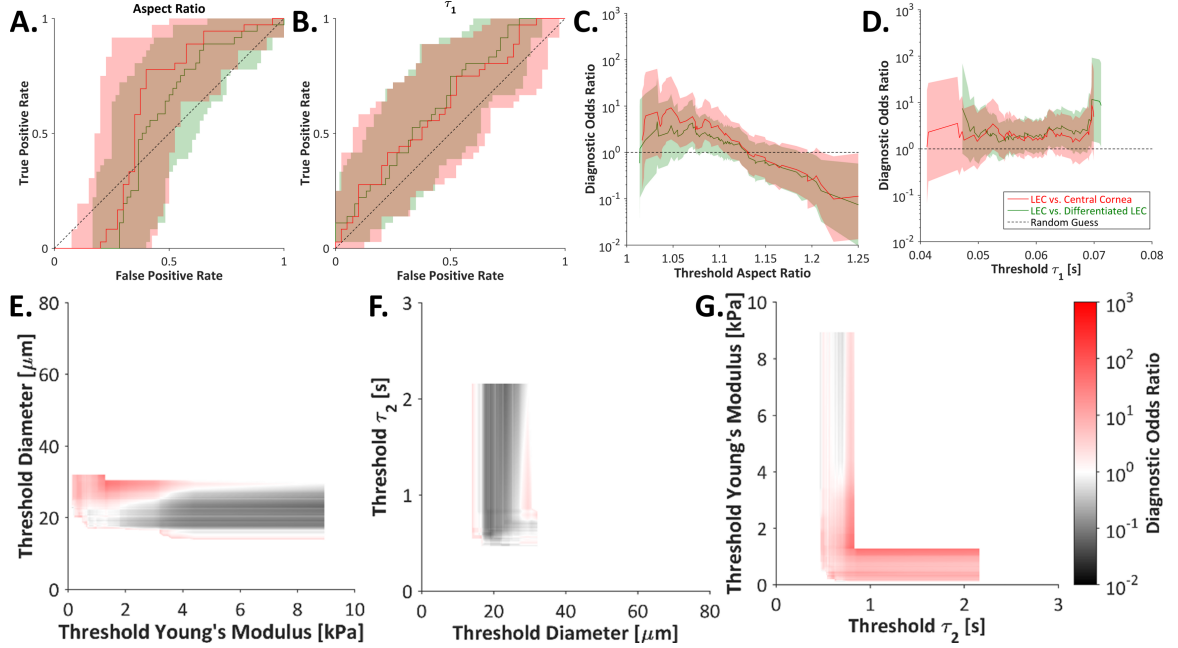 A.
Aspect Ratio
1
0.5
0
0
0.5
1
True Positive Rate
False Positive Rate
B.
τ1
1
0.5
0
0
0.5
1
True Positive Rate
False Positive Rate
C.
10^3
10^2
10^1
10^0
10^-1
10^-2
1
1.05
1.1
1.15
1.20
1.25
Diagnostic Odds Ratio
Threshold Aspect Ratio
D.
10^3
10^2
10^1
10^0
10^-1
10^-2
LEC vs. Central Cornea
LEC vs. Differentiated LEC
Random Guess
0.04
0.05
0.06
0.07
0.08
Diagnostic Odds Ratio
Threshold τ1 [s]
E.
80
60
40
20
0
0
2
4
6
8
10
Threshold Diameter [μm]
Threshold Young's Modulus [kPa]
F.
3
2
1
0
0
20
40
60
80
Threshold τ2 [s]
Threshold Diameter [μm]
G.
10
8
6
4
2
0
0
1
2
3
Threshold Young's Modulus [kPa]
Threshold τ2 [s]
10^3
10^2
10^1
10^0
10^-1
10^-2
Diagnostic Odds Ratio